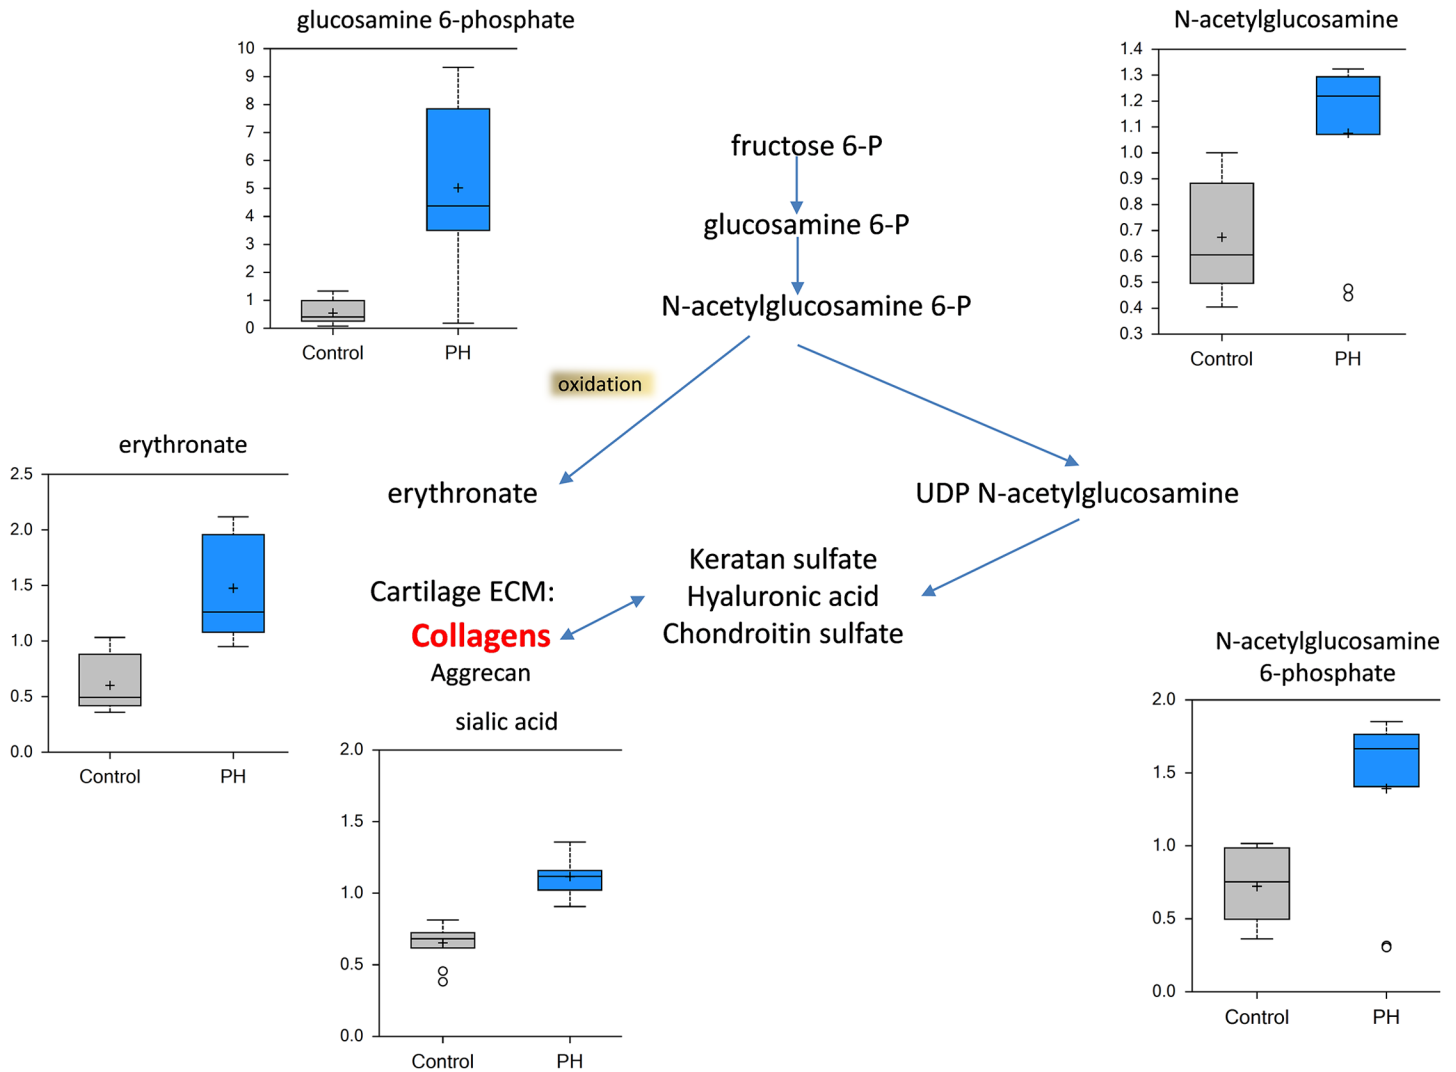 glucosamine 6-phosphate
10
9
8
7
6
5
4
3
2
1
0
Control PH
N-acetylglucosamine
1.4
1.3
1.2
1.1
1.0
0.9
0.8
0.7
0.6
0.5
0.4
0.3
Control PH
fructose 6-P
glucosamine 6-P
N-acetylglucosamine 6-P
oxidation
erythronate
UDP N-acetylglucosamine
Keratan sulfate
Hyaluronic acid
Chondroitin sulfate
Cartilage ECM:
Collagens
Aggrecan
erythronate
2.5
2.0
1.5
1.0
0.5
0.0
Control PH
sialic acid
2.0
1.5
1.0
0.5
0.0
Control PH
N-acetylglucosamine
6-phosphate
2.0
1.5
1.0
0.5
0.0
Control PH